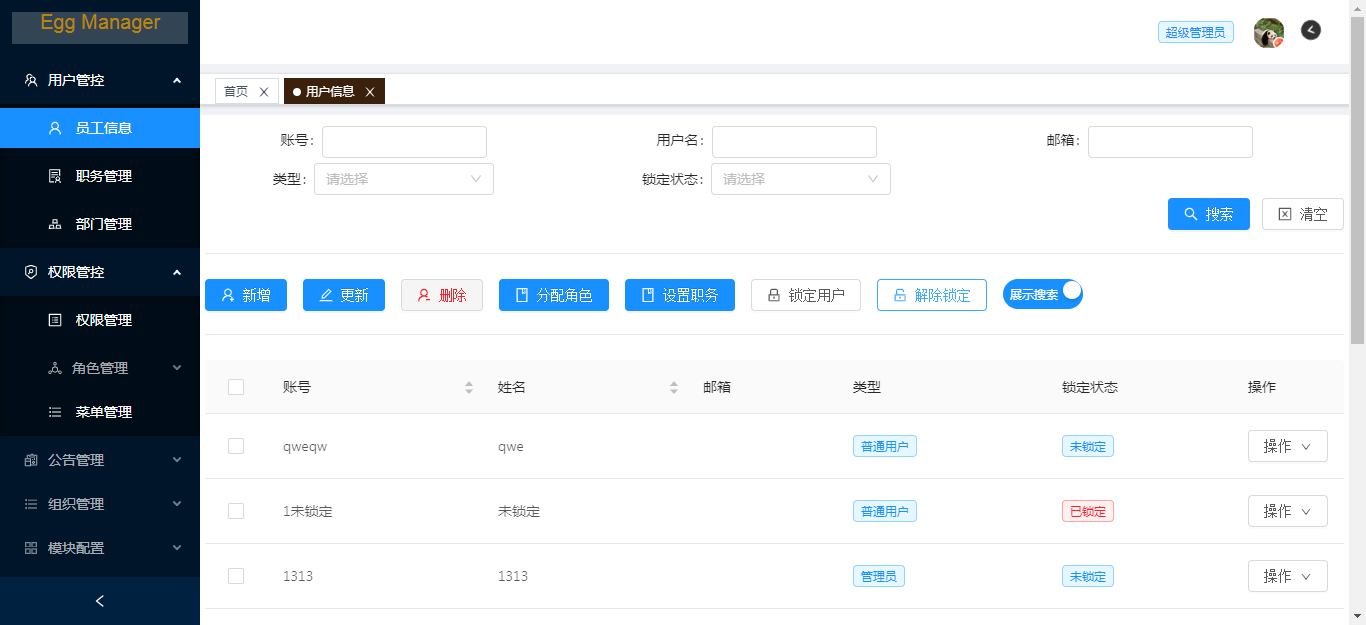 Egg Manager
超级管理员
用户管控
员工信息
职务管理
部门管理
权限管控
权限管理
角色管理
菜单管理
公告管理
组织管理
模块配置
首页 用户信息
账号: 用户名: 邮箱:
类型: 请选择 锁定状态: 请选择
搜索 清空
新增 更新 删除 分配角色 设置职务 锁定用户 解除锁定 展示搜索
账号 姓名 邮箱 类型 锁定状态 操作
qweqw qwe 普通用户 未锁定 操作
1未锁定 未锁定 普通用户 已锁定 操作
1313 1313 管理员 未锁定 操作